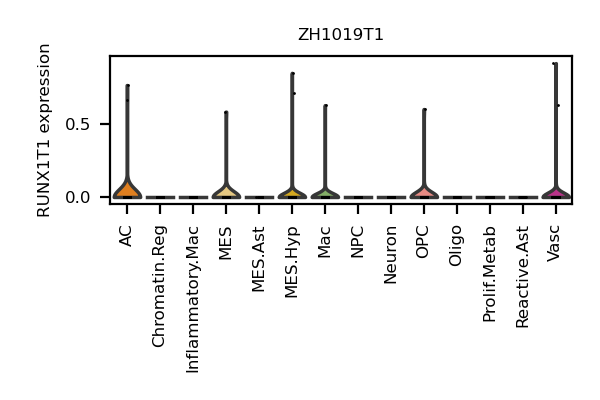 ZH1019T1
RUNX1T1 expression
0.5
0.0
AC
Chromatin.Reg
Inflammatory.Mac
MES
MES.Ast
MES.Hyp
Mac
NPC
Neuron
OPC
Oligo
Prolif.Metab
Reactive.Ast
Vasc